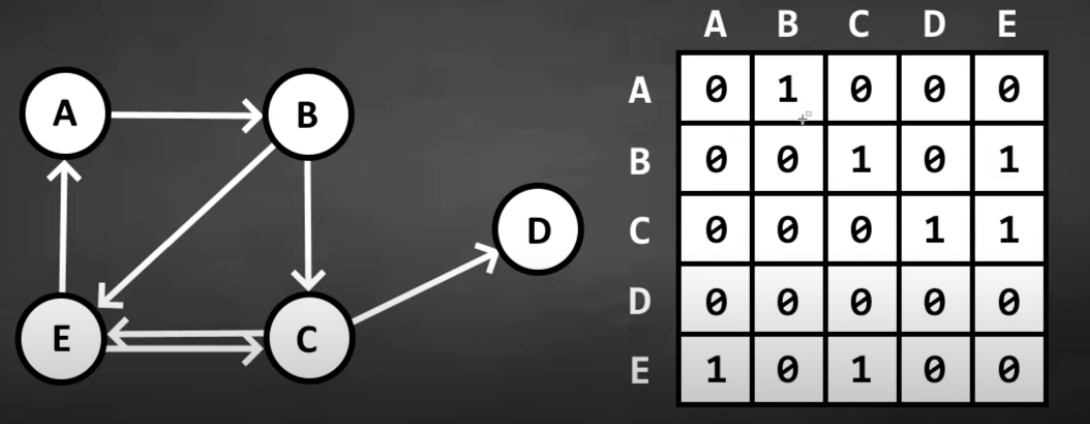 A B
D
E C
A B C D E
A 0 1 0 0 0
B 0 0 1 0 1
C 0 0 0 1 1
D 0 0 0 0 0
E 1 0 1 0 0